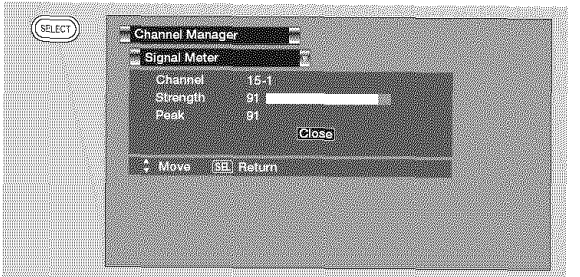 SELECT
Channel Manager
Signal Meter
Channel 15-1
Strength 91
Peak 91
Close
Move SEL Return